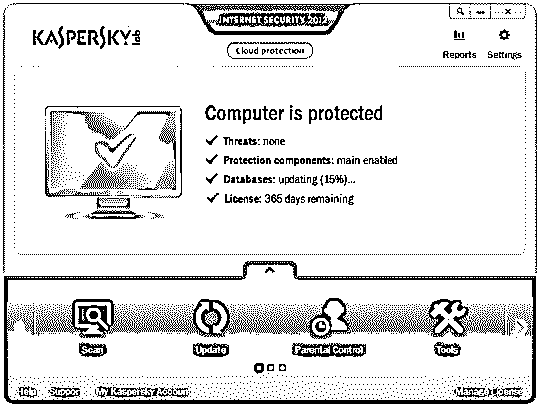 INTERNET SECURITY 2012
KASPERSKY lab
Cloud protection
Reports Settings
Computer is protected
Threats: none
Protection components: main enabled
Databases: updating (15%)...
License: 365 days remaining
Scan Update Parental Control Tools
Help Support My Kaspersky Account Manage License